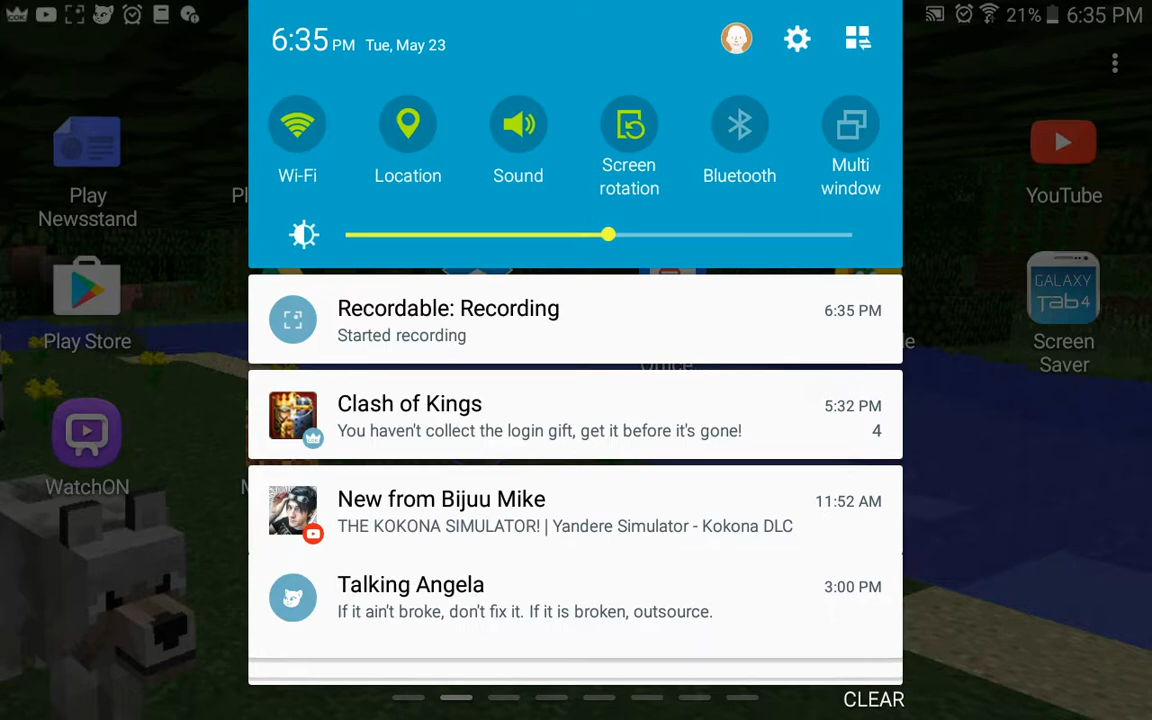 21% 6:35 PM
6:35 PM Tue, May 23
Wi-Fi
Location
Sound
Screen
rotation
Bluetooth
Multi
window
Play
Newsstand
Pl
YouTube
Recordable: Recording
6:35 PM
Started recording
Play Store
le
Office
GALAXY
Tab4
Screen
Saver
Clash of Kings
5:32 PM
You haven't collect the login gift, get it before it's gone!
4
WatchON
M
New from Bijuu Mike
11:52 AM
THE KOKONA SIMULATOR! | Yandere Simulator - Kokona DLC
Talking Angela
3:00 PM
If it ain't broke, don't fix it. If it is broken, outsource.
CLEAR